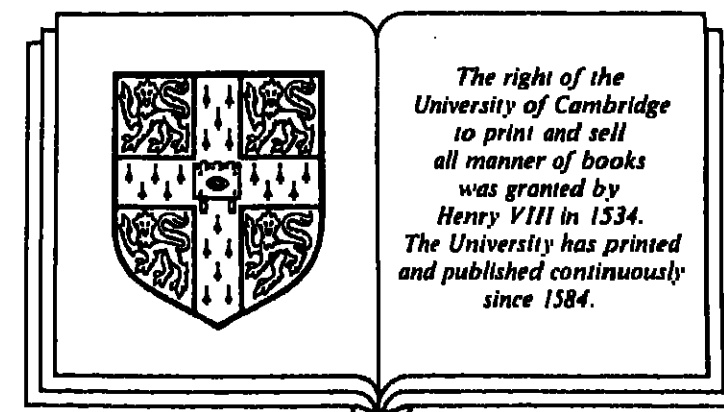 The right of the
University of Cambridge
to print and sell
all manner of books
was granted by
Henry VIII in 1534.
The University has printed
and published continuously
since 1584.